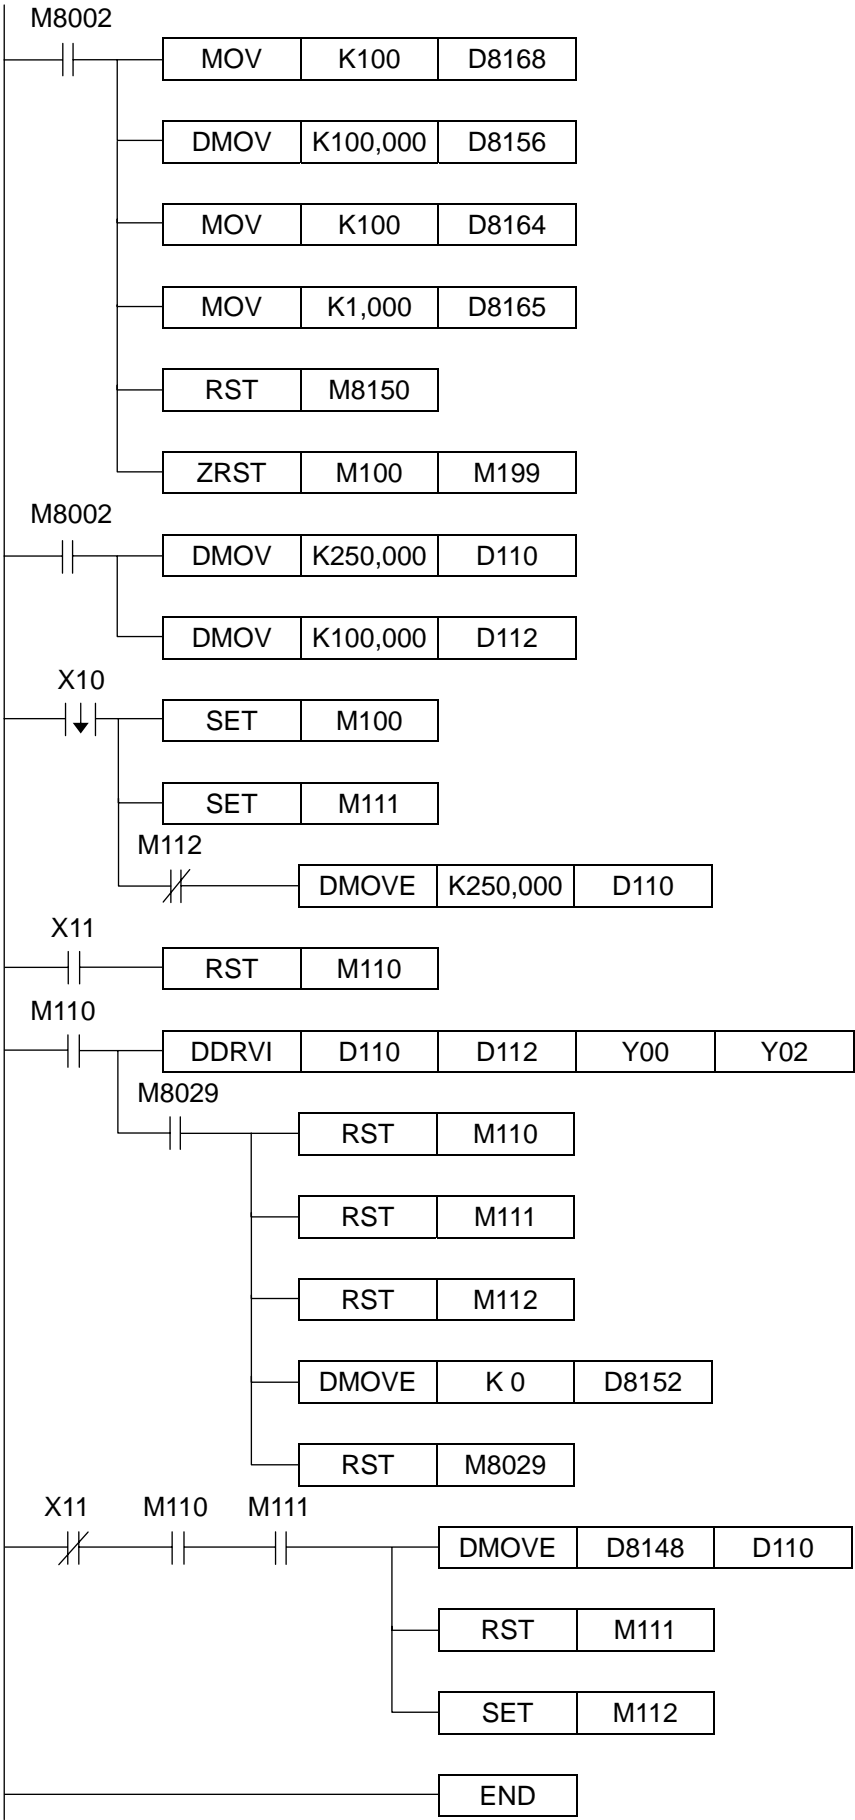 M8002
MOV K100 D8168
DMOV K100,000 D8156
MOV K100 D8164
MOV K1,000 D8165
RST M8150
ZRST M100 M199
M8002
DMOV K250,000 D110
DMOV K100,000 D112
X10
SET M100
SET M111
M112
DMOVE K250,000 D110
X11
RST M110
M110
DDRVI D110 D112 Y00 Y02
M8029
RST M110
RST M111
RST M112
DMOVE K 0 D8152
RST M8029
X11 M110 M111
DMOVE D8148 D110
RST M111
SET M112
END